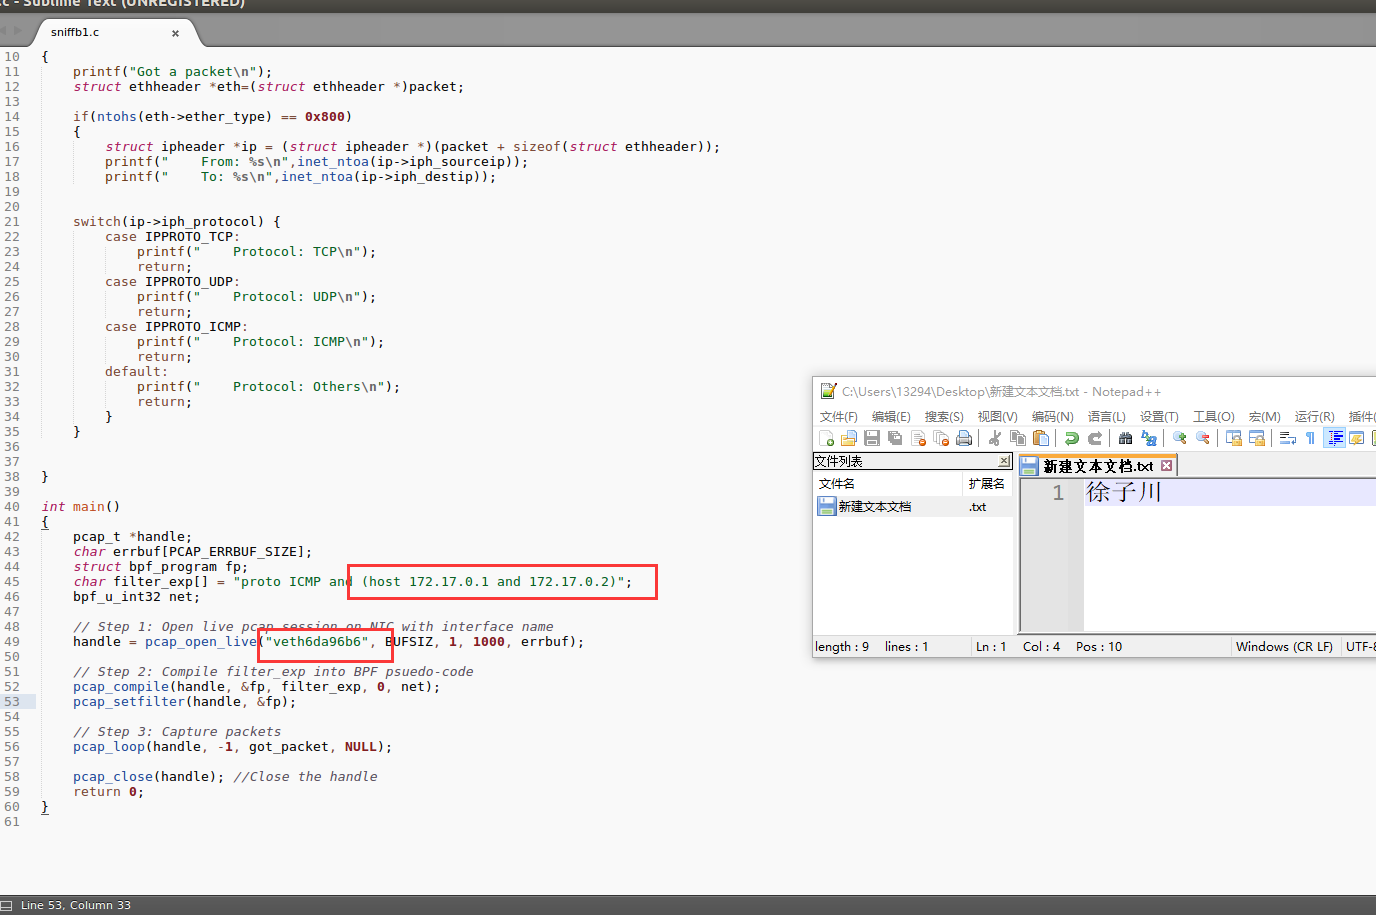 c - Sublime Text (UNREGISTERED)
sniffb1.c ×
10 {
11 printf("Got a packet\n");
12 struct ethheader *eth=(struct ethheader *)packet;
13
14 if(ntohs(eth->ether_type) == 0x800)
15 {
16 struct ipheader *ip = (struct ipheader *)(packet + sizeof(struct ethheader));
17 printf("    From: %s\n",inet_ntoa(ip->iph_sourceip));
18 printf("    To: %s\n",inet_ntoa(ip->iph_destip));
19
20
21 switch(ip->iph_protocol) {
22 case IPPROTO_TCP:
23 printf("    Protocol: TCP\n");
24 return;
25 case IPPROTO_UDP:
26 printf("    Protocol: UDP\n");
27 return;
28 case IPPROTO_ICMP:
29 printf("    Protocol: ICMP\n");
30 return;
31 default:
32 printf("    Protocol: Others\n");
33 return;
34 }
35 }
36
37
38 }
39
40 int main()
41 {
42 pcap_t *handle;
43 char errbuf[PCAP_ERRBUF_SIZE];
44 struct bpf_program fp;
45 char filter_exp[] = "proto ICMP and (host 172.17.0.1 and 172.17.0.2)";
46 bpf_u_int32 net;
47
48 // Step 1: Open live pcap session on NIC with interface name
49 handle = pcap_open_live("veth6da96b6", BUFSIZ, 1, 1000, errbuf);
50
51 // Step 2: Compile filter_exp into BPF psuedo-code
52 pcap_compile(handle, &fp, filter_exp, 0, net);
53 pcap_setfilter(handle, &fp);
54
55 // Step 3: Capture packets
56 pcap_loop(handle, -1, got_packet, NULL);
57
58 pcap_close(handle); //Close the handle
59 return 0;
60 }
61
Line 53, Column 33
C:\Users\13294\Desktop\新建文本文档.txt - Notepad++
文件(F) 编辑(E) 搜索(S) 视图(V) 编码(N) 语言(L) 设置(T) 工具(O) 宏(M) 运行(R) 插件(
文件列表
文件名 扩展名
新建文本文档 .txt
新建文本文档.txt
1 徐子川
length : 9 lines : 1 Ln : 1 Col : 4 Pos : 10 Windows (CR LF) UTF-8